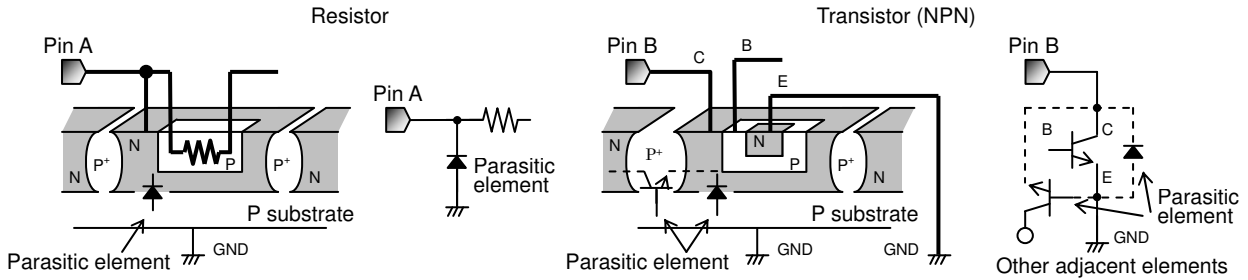 Resistor
Pin A
N
P⁺
N
P
P⁺
N
P substrate
Parasitic element
GND
Pin A
Parasitic
element
Transistor (NPN)
Pin B
C
B
E
N
P⁺
N
N
P
P⁺
N
P substrate
Parasitic element
GND
GND
Pin B
B
C
E
Parasitic
element
GND
Other adjacent elements